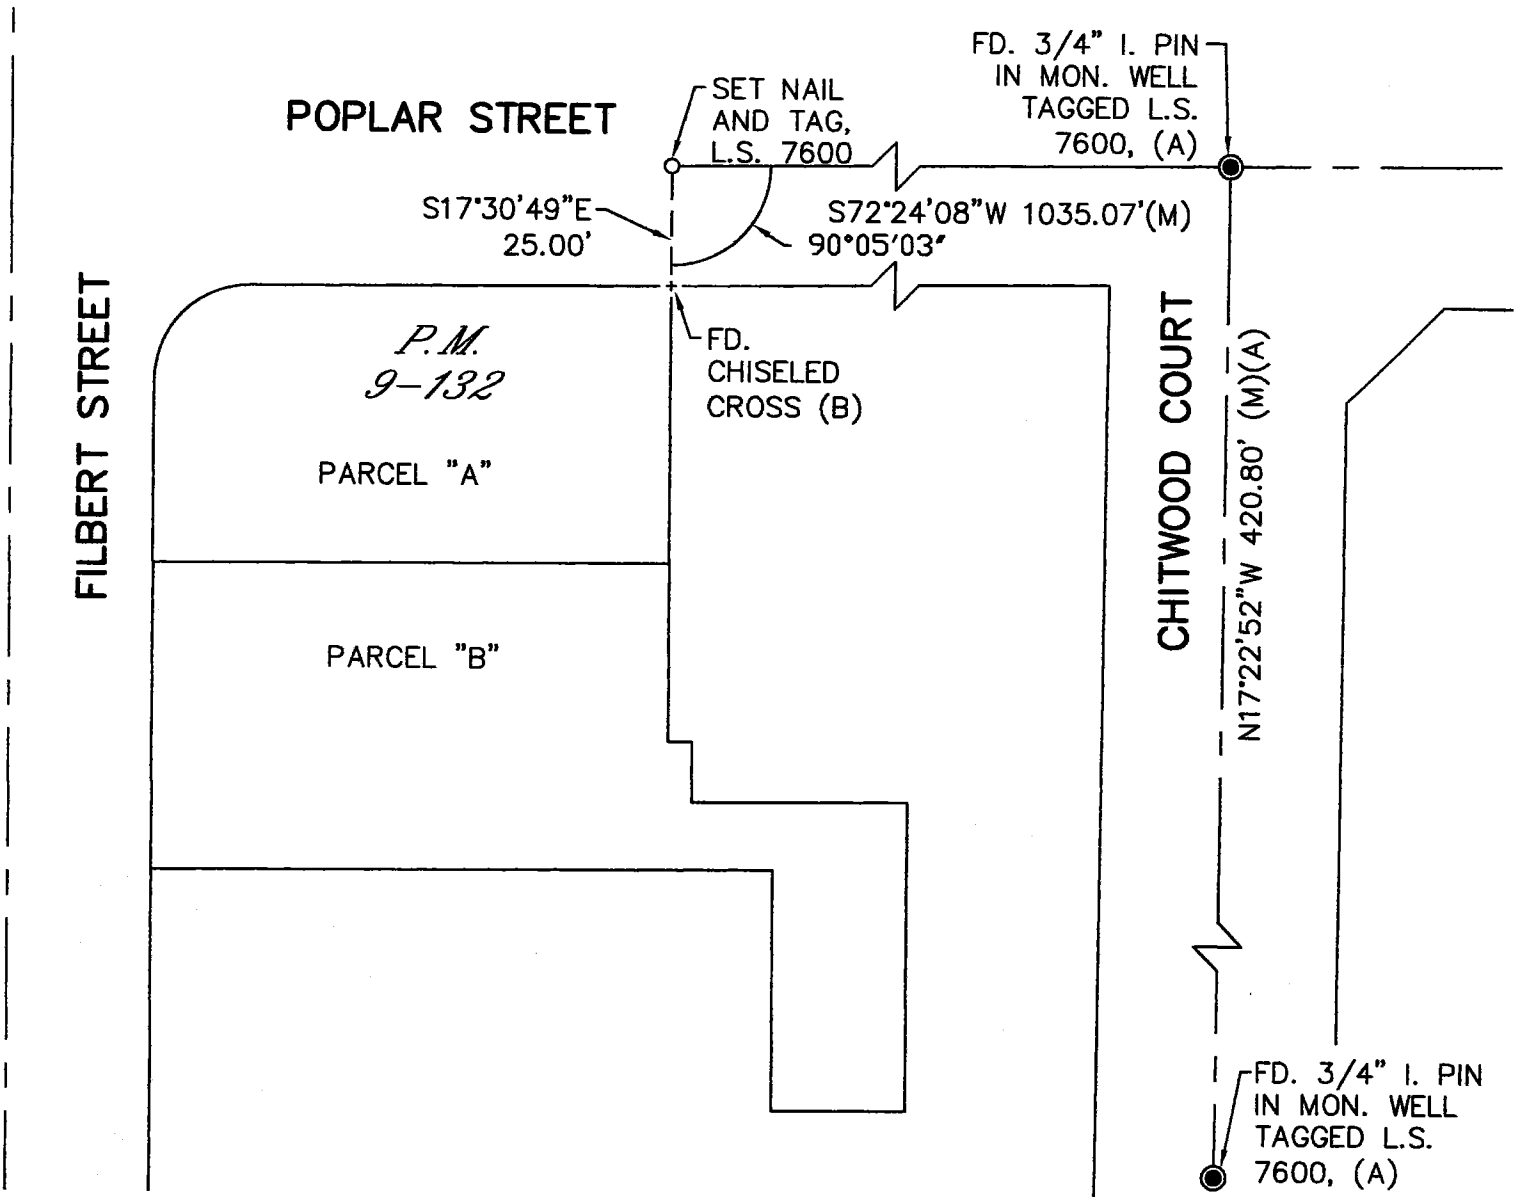 FD. 3/4" I. PIN
IN MON. WELL
TAGGED L.S.
7600, (A)
POPLAR STREET
SET NAIL
AND TAG,
L.S. 7600
S17°30'49"E
25.00'
S72°24'08"W 1035.07'(M)
90°05'03"
FILBERT STREET
P.M.
9-132
FD.
CHISELED
CROSS (B)
PARCEL "A"
PARCEL "B"
CHITWOOD COURT
N17°22'52"W 420.80' (M)(A)
FD. 3/4" I. PIN
IN MON. WELL
TAGGED L.S.
7600, (A)